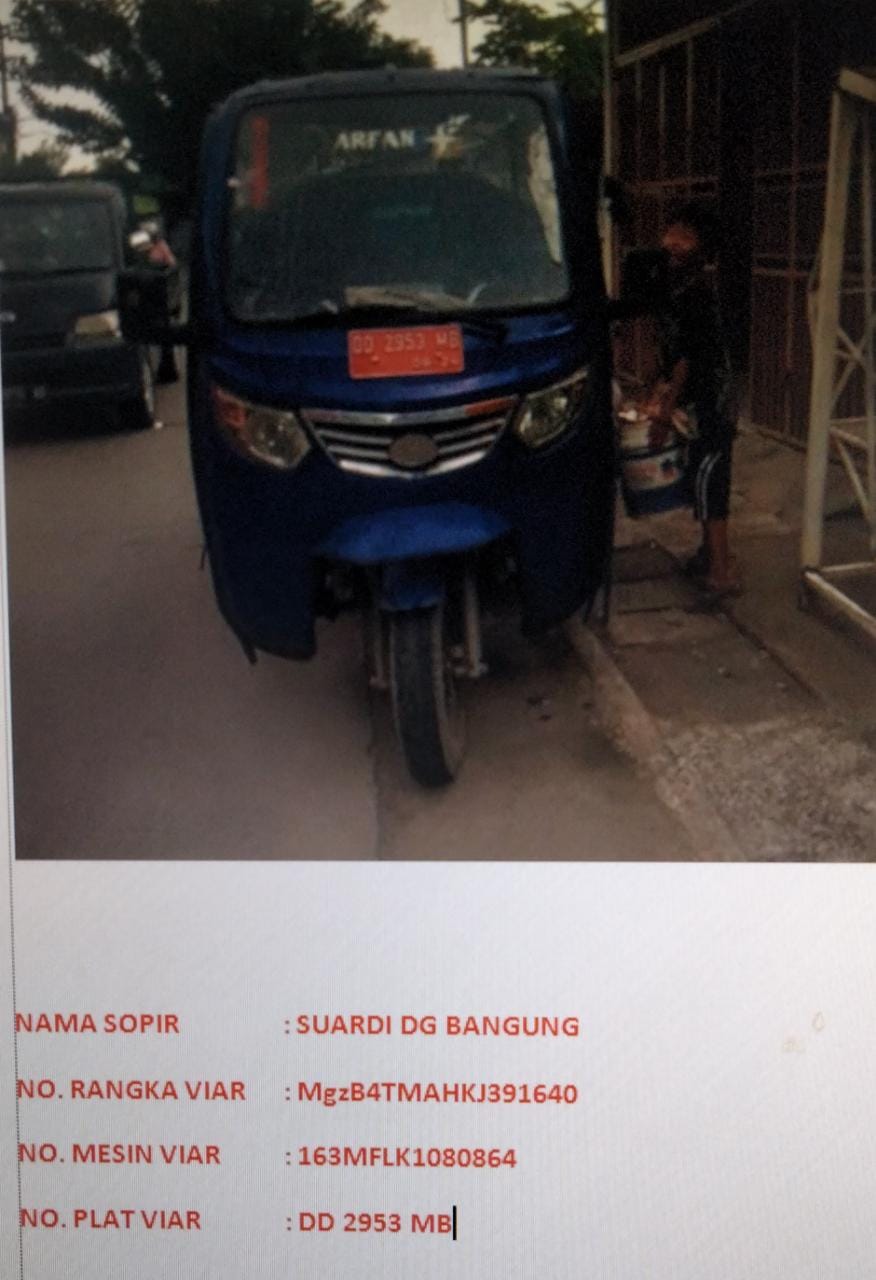 ARFAN
DD 2953 MB
NAMA SOPIR : SUARDI DG BANGUNG
NO. RANGKA VIAR : MgzB4TMAHKJ391640
NO. MESIN VIAR : 163MFLK1080864
NO. PLAT VIAR : DD 2953 MB